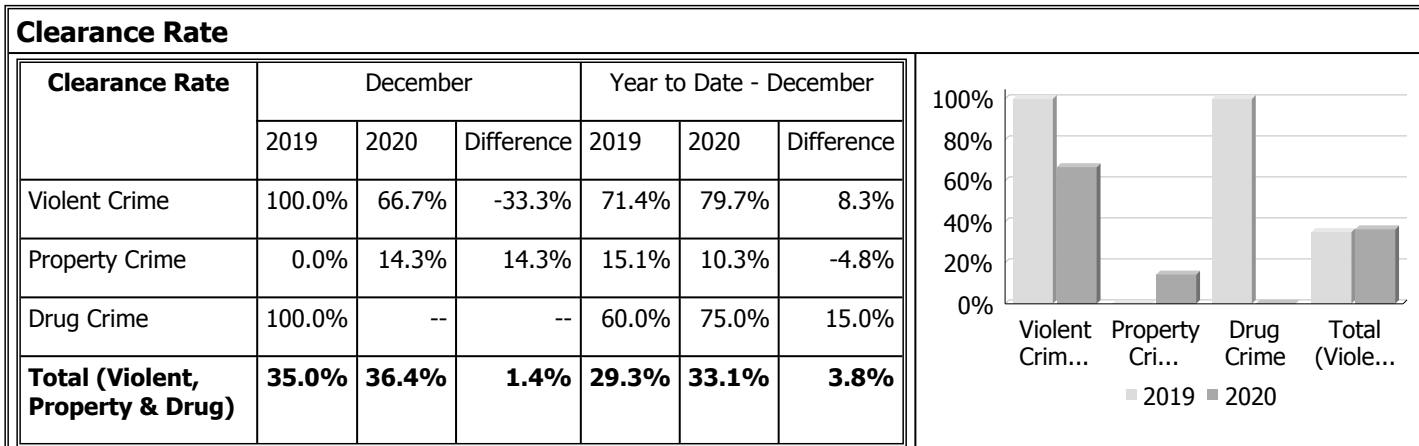 Clearance Rate
Clearance Rate December Year to Date - December
2019 2020 Difference 2019 2020 Difference
Violent Crime 100.0% 66.7% -33.3% 71.4% 79.7% 8.3%
Property Crime 0.0% 14.3% 14.3% 15.1% 10.3% -4.8%
Drug Crime 100.0% -- -- 60.0% 75.0% 15.0%
Total (Violent, 35.0% 36.4% 1.4% 29.3% 33.1% 3.8%
Property & Drug)
100%
80%
60%
40%
20%
0%
Violent Property Drug Total
Crim... Cri... Crime (Viole...
2019 2020